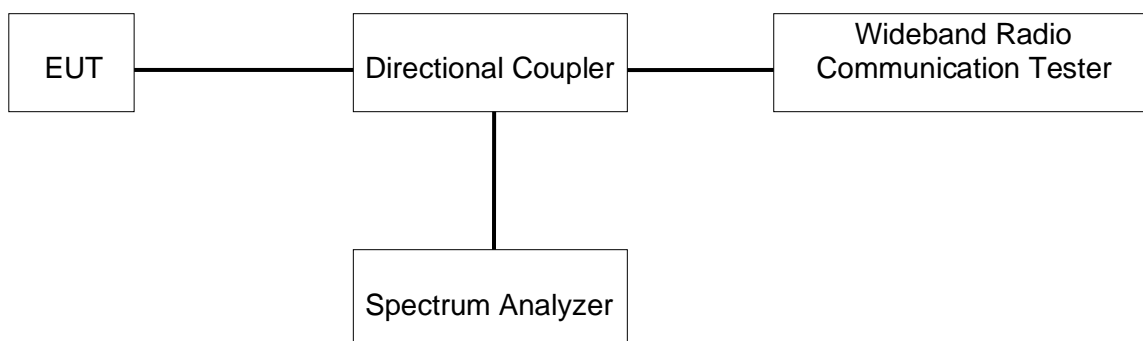 EUT
Directional Coupler
Wideband Radio
Communication Tester
Spectrum Analyzer